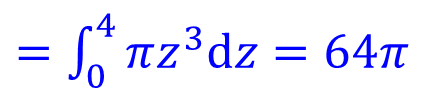 = ∫₀⁴ πz³dz = 64π